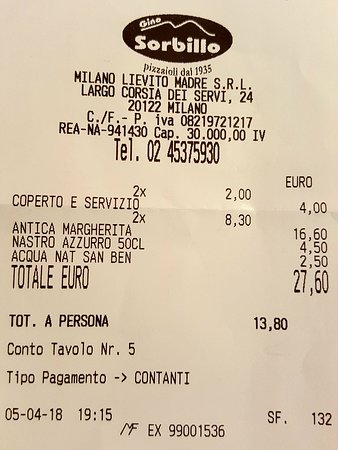 Gino
Sorbillo
pizzaioli dal 1935
MILANO LIEVITO MADRE S.R.L.
LARGO CORSIA DEI SERVI, 24
20122 MILANO
C./F.- P. iva 08219721217
REA-NA-941430 Cap. 30.000,00 IV
Tel. 02 45375930
EURO
2x 2,00
COPERTO E SERVIZIO 4,00
2x 8,30
ANTICA MARGHERITA 16,60
NASTRO AZZURRO 50CL 4,50
ACQUA NAT SAN BEN 2,50
TOTALE EURO 27,60
TOT. A PERSONA 13,80
Conto Tavolo Nr. 5
Tipo Pagamento -> CONTANTI
05-04-18 19:15 SF. 132
MF EX 99001536